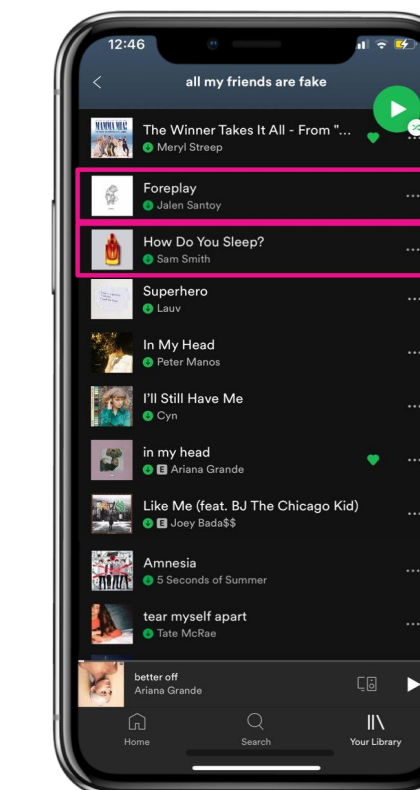 12:46
all my friends are fake
MAMMA MIA!
The Winner Takes It All - From "...
Meryl Streep
Foreplay
Jalen Santoy
How Do You Sleep?
Sam Smith
Superhero
Lauv
In My Head
Peter Manos
I'll Still Have Me
Cyn
in my head
E Ariana Grande
Like Me (feat. BJ The Chicago Kid)
E Joey Bada$$
Amnesia
5 Seconds of Summer
tear myself apart
Tate McRae
better off
Ariana Grande
Home
Search
Your Library